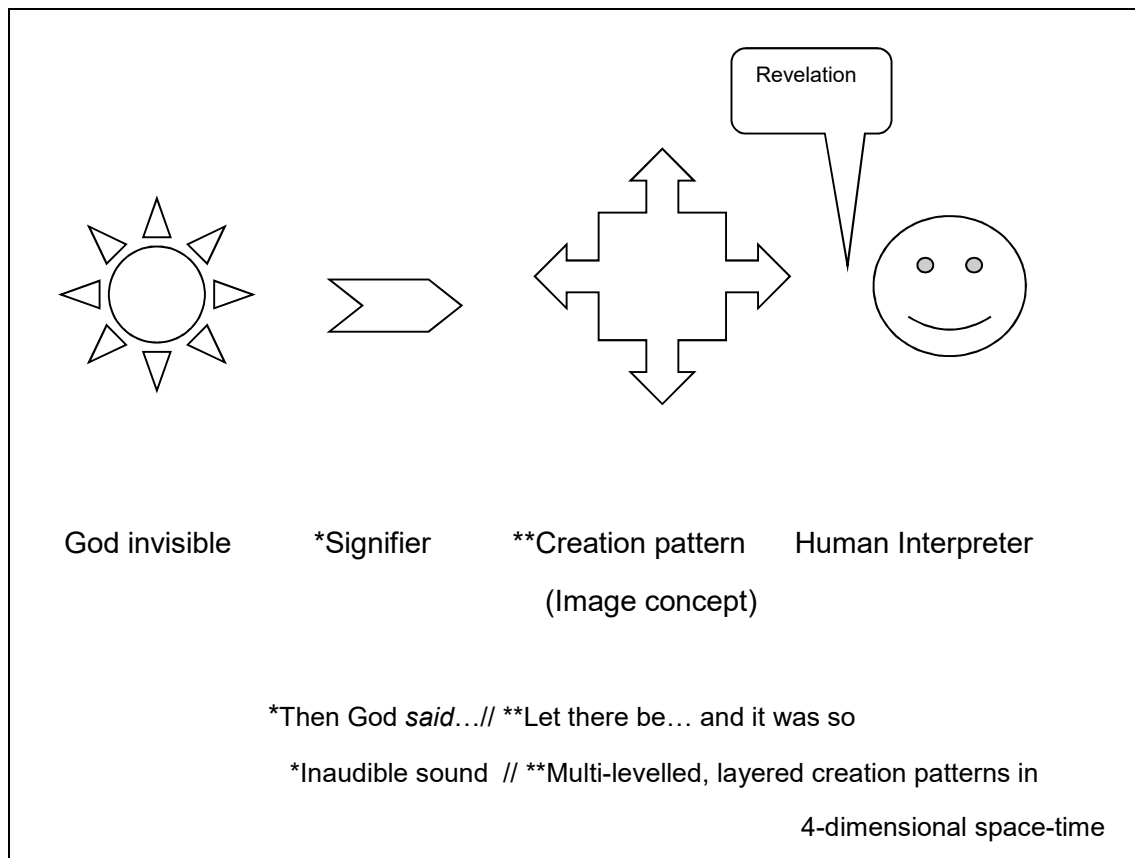 Revelation
God invisible *Signifier **Creation pattern Human Interpreter
(Image concept)
*Then God said…// **Let there be… and it was so
*Inaudible sound // **Multi-levelled, layered creation patterns in
4-dimensional space-time